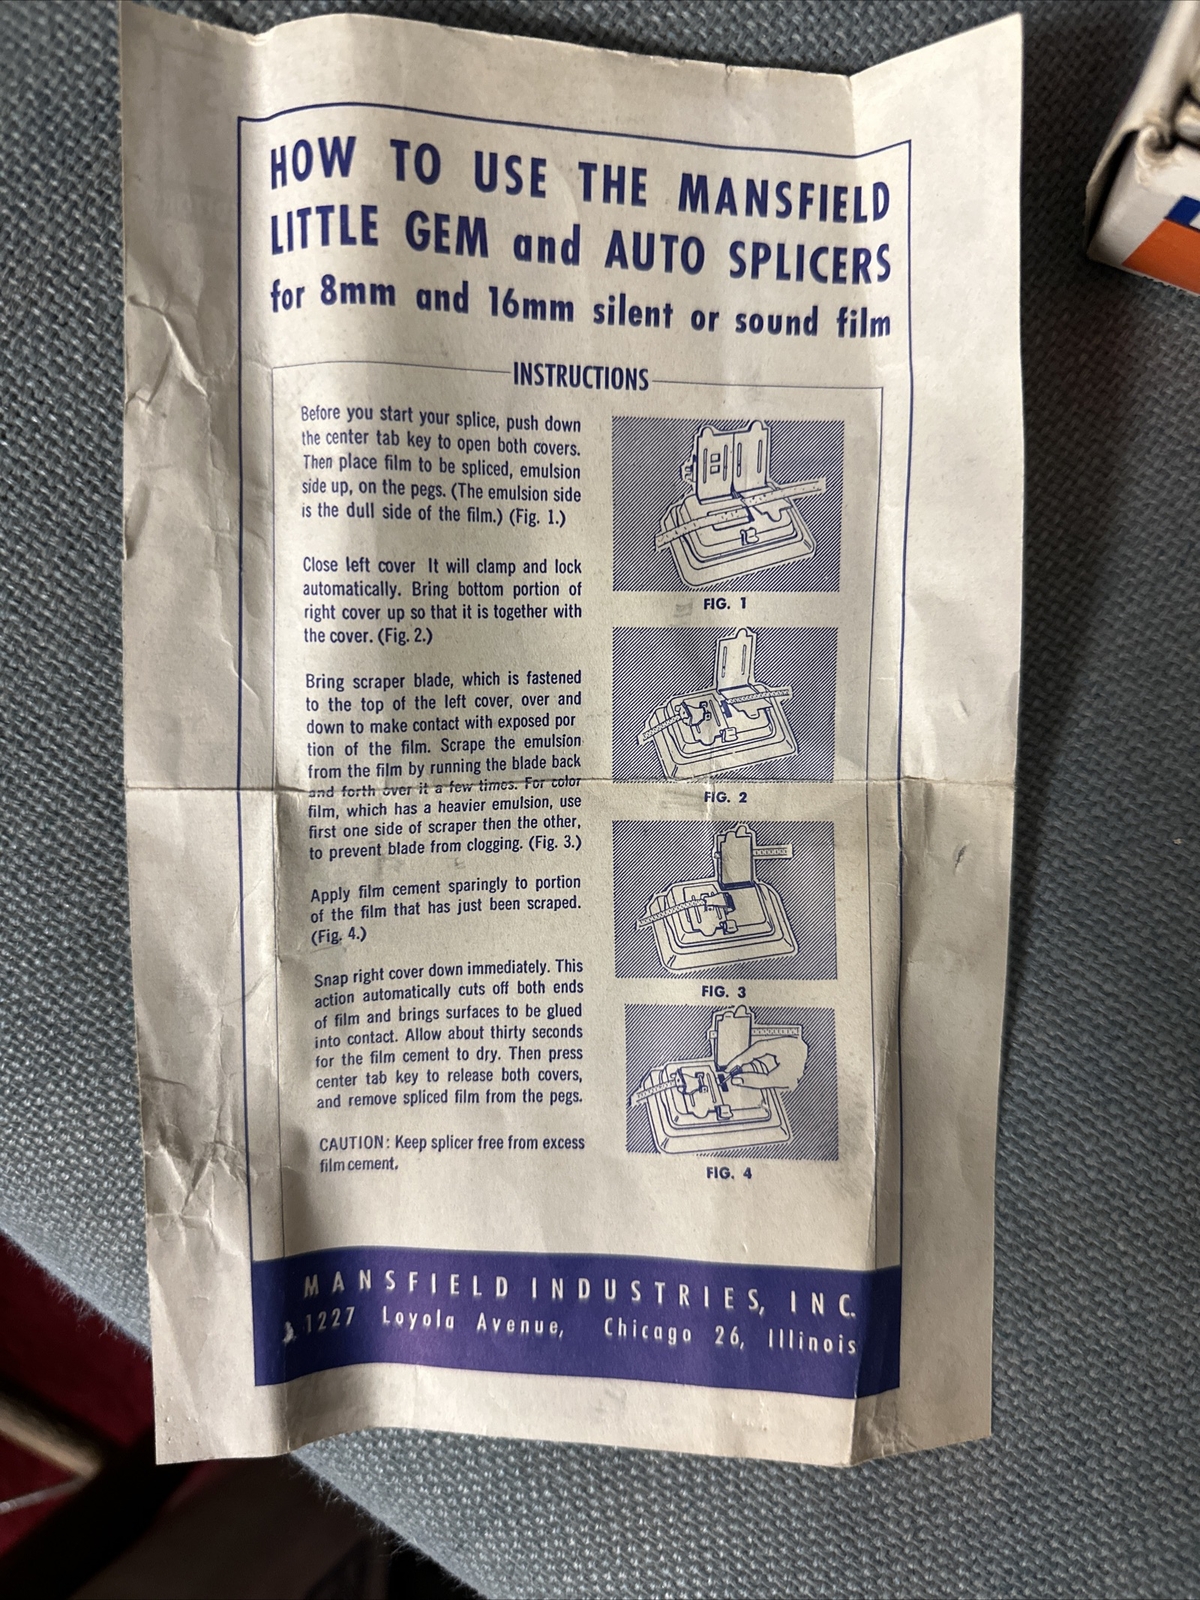 HOW TO USE THE MANSFIELD
LITTLE GEM and AUTO SPLICERS
for 8mm and 16mm silent or sound film
INSTRUCTIONS
Before you start your splice, push down
the center tab key to open both covers.
Then place film to be spliced, emulsion
side up, on the pegs. (The emulsion side
is the dull side of the film.) (Fig. 1.)
Close left cover It will clamp and lock
automatically. Bring bottom portion of
right cover up so that it is together with
the cover. (Fig. 2.)
Bring scraper blade, which is fastened
to the top of the left cover, over and
down to make contact with exposed por
tion of the film. Scrape the emulsion
from the film by running the blade back
and forth over it a few times. For color
film, which has a heavier emulsion, use
first one side of scraper then the other,
to prevent blade from clogging. (Fig. 3.)
Apply film cement sparingly to portion
of the film that has just been scraped.
(Fig. 4.)
Snap right cover down immediately. This
action automatically cuts off both ends
of film and brings surfaces to be glued
into contact. Allow about thirty seconds
for the film cement to dry. Then press
center tab key to release both covers,
and remove spliced film from the pegs.
CAUTION: Keep splicer free from excess
film cement.
FIG. 1
FIG. 2
FIG. 3
FIG. 4
MANSFIELD INDUSTRIES, INC.
1227 Loyola Avenue, Chicago 26, Illinois